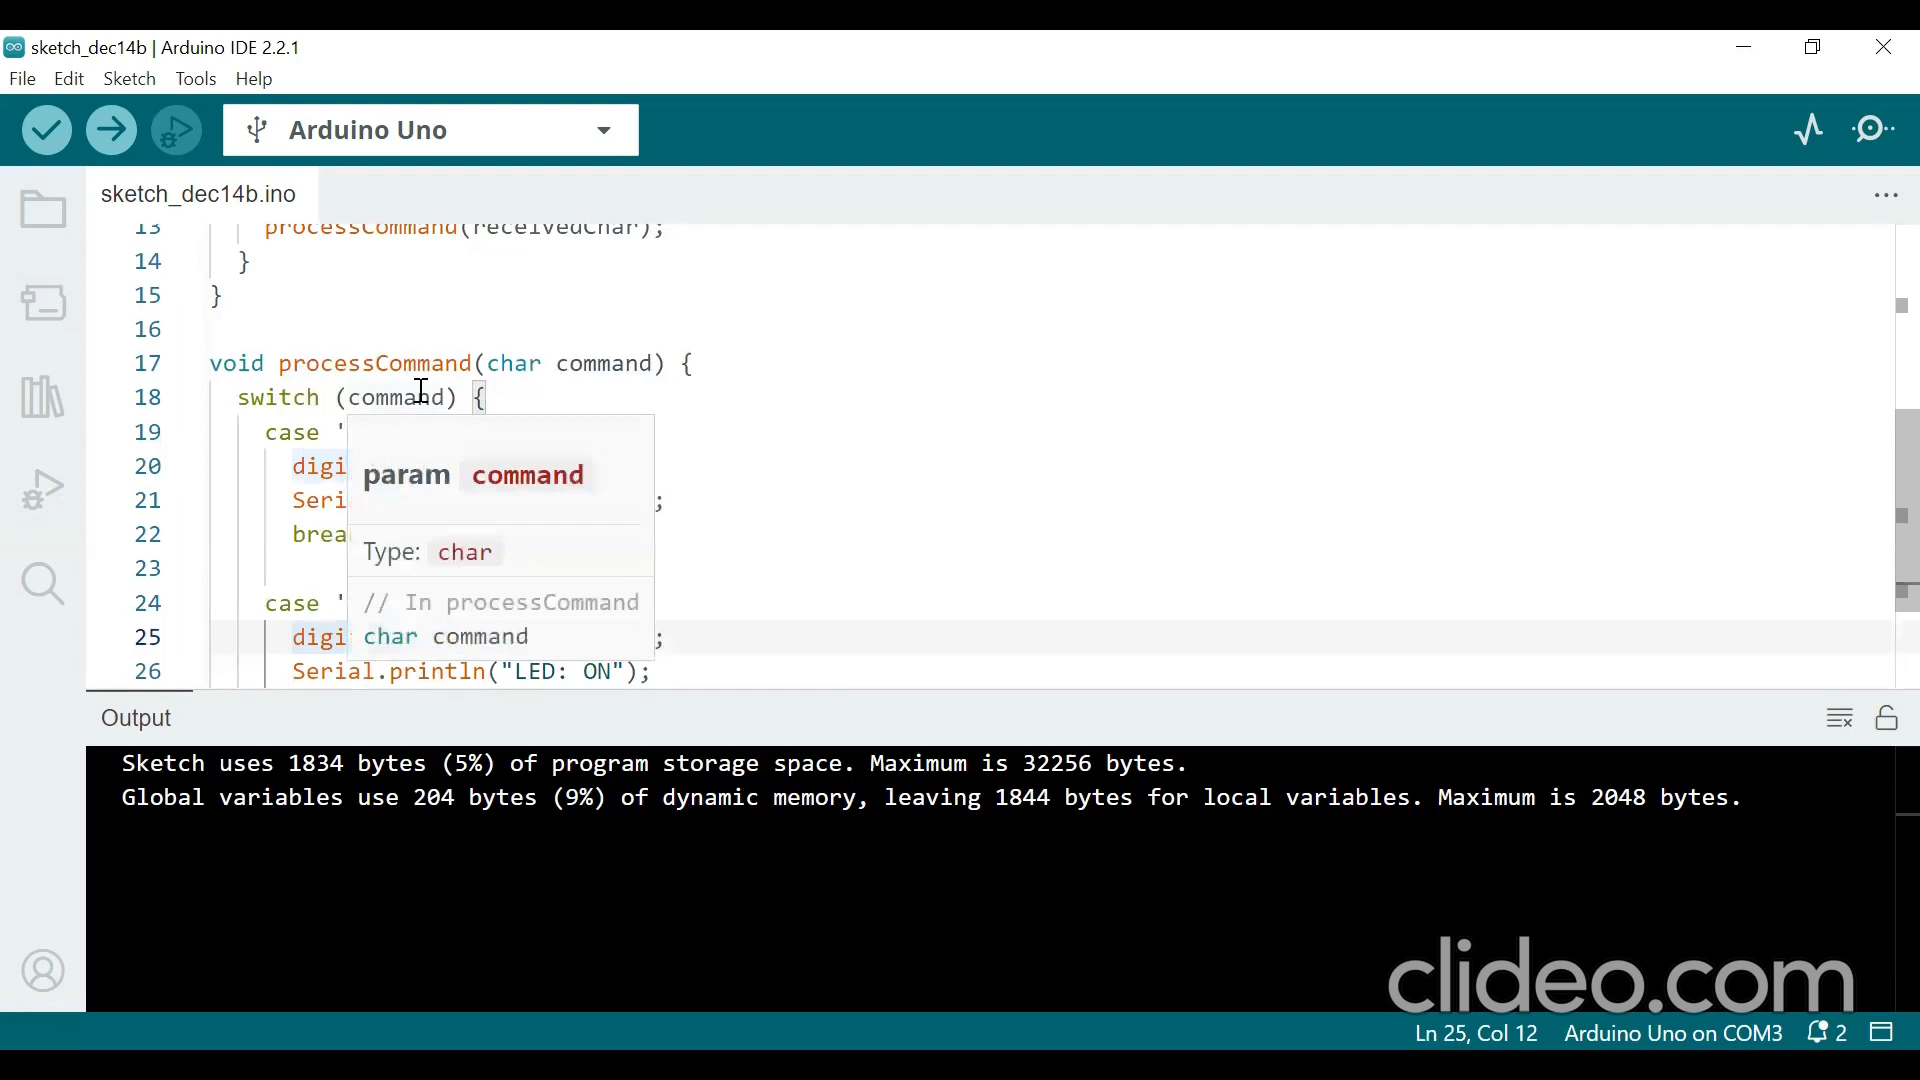 sketch_dec14b | Arduino IDE 2.2.1
File Edit Sketch Tools Help
Arduino Uno
sketch_dec14b.ino
13 processCommand(receivedChar);
14 }
15 }
16
17 void processCommand(char command) {
18 switch (command) {
19 case '
20 digi
21 Seri ;
22 brea
23
24 case '
25 digi ;
26 Serial.println("LED: ON");
param command
Type: char
// In processCommand
char command
Output
Sketch uses 1834 bytes (5%) of program storage space. Maximum is 32256 bytes.
Global variables use 204 bytes (9%) of dynamic memory, leaving 1844 bytes for local variables. Maximum is 2048 bytes.
clideo.com
Ln 25, Col 12 Arduino Uno on COM3 2